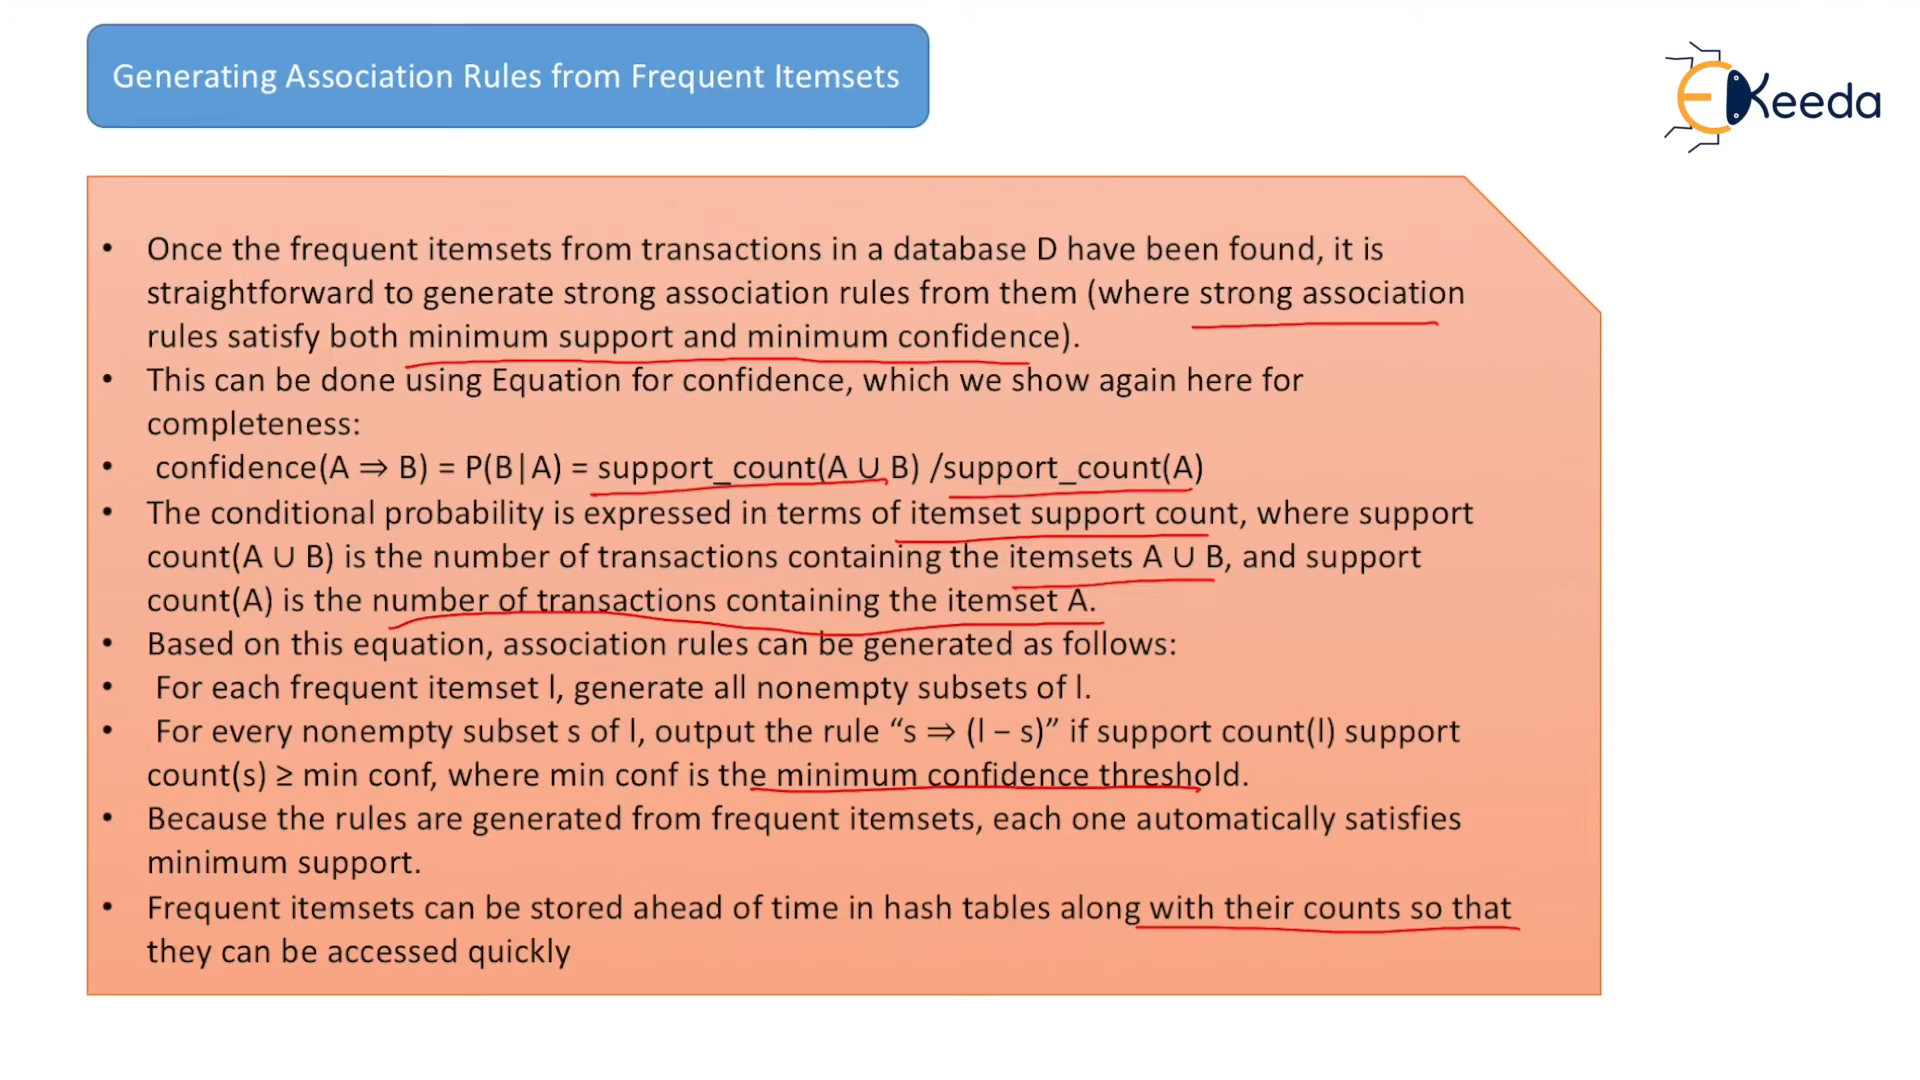 Generating Association Rules from Frequent Itemsets
EKeeda
• Once the frequent itemsets from transactions in a database D have been found, it is
straightforward to generate strong association rules from them (where strong association
rules satisfy both minimum support and minimum confidence).
• This can be done using Equation for confidence, which we show again here for
completeness:
• confidence(A ⇒ B) = P(B|A) = support_count(A ∪ B) /support_count(A)
• The conditional probability is expressed in terms of itemset support count, where support
count(A ∪ B) is the number of transactions containing the itemsets A ∪ B, and support
count(A) is the number of transactions containing the itemset A.
• Based on this equation, association rules can be generated as follows:
• For each frequent itemset l, generate all nonempty subsets of l.
• For every nonempty subset s of l, output the rule “s ⇒ (l − s)” if support count(l) support
count(s) ≥ min conf, where min conf is the minimum confidence threshold.
• Because the rules are generated from frequent itemsets, each one automatically satisfies
minimum support.
• Frequent itemsets can be stored ahead of time in hash tables along with their counts so that
they can be accessed quickly